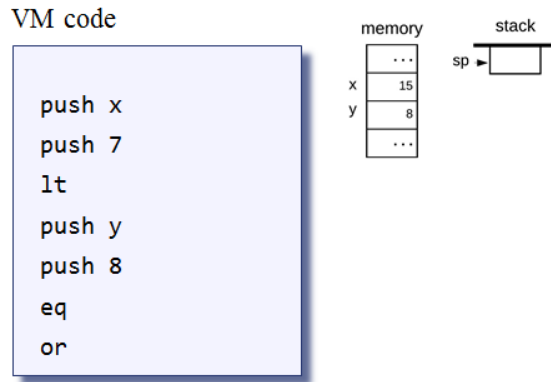 VM code
push x
push 7
lt
push y
push 8
eq
or
memory
...
x 15
y 8
...
stack
sp